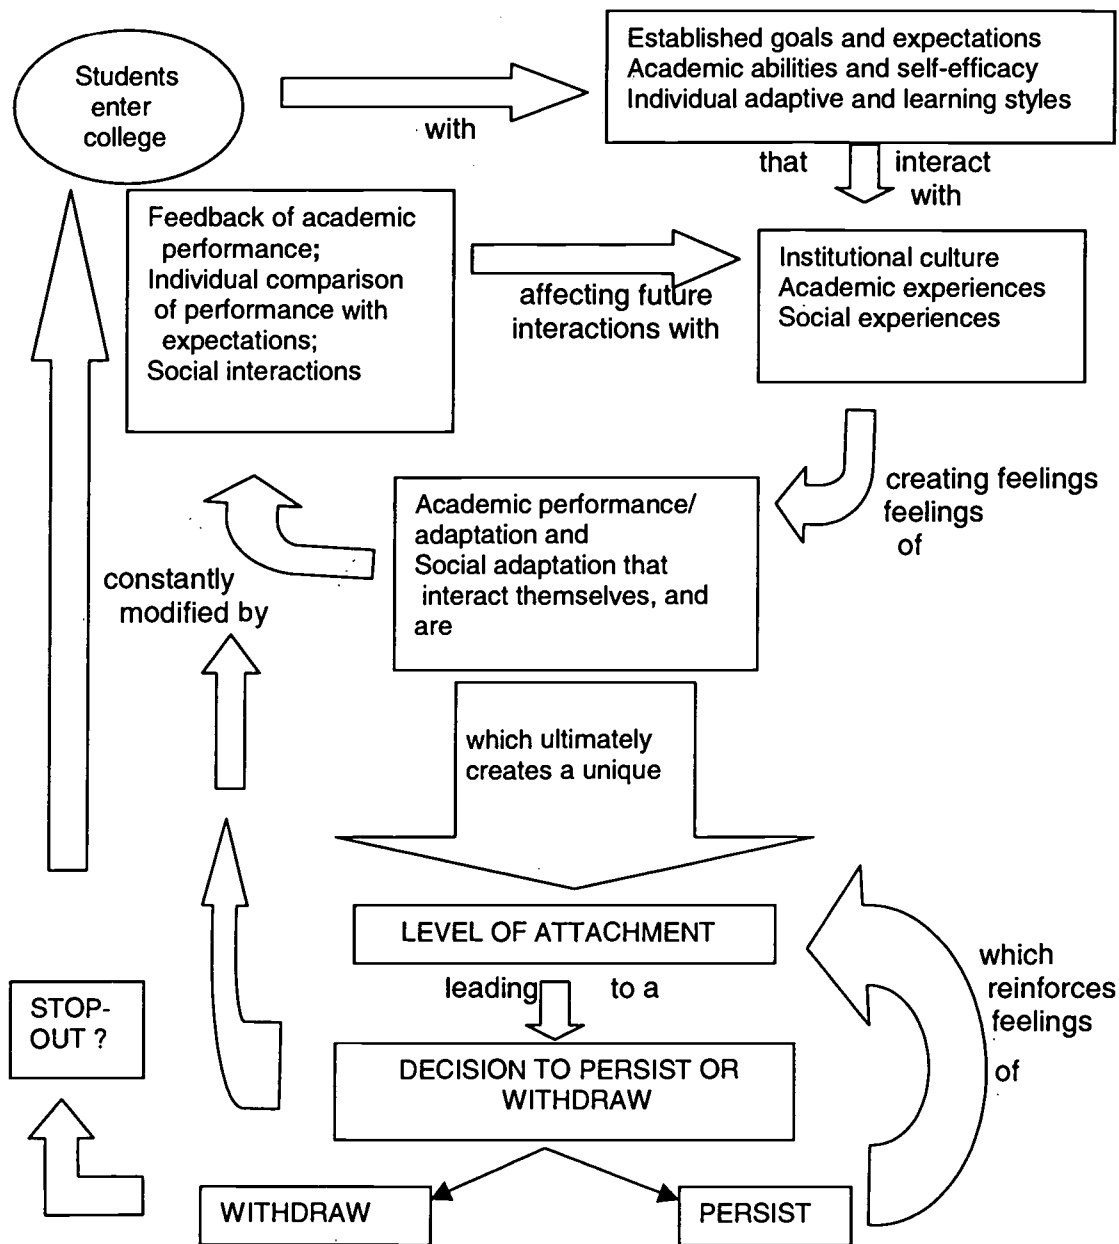 Students
enter
college
with
Established goals and expectations
Academic abilities and self-efficacy
Individual adaptive and learning styles
that interact
with
Feedback of academic
performance;
Individual comparison
of performance with
expectations;
Social interactions
affecting future
interactions with
Institutional culture
Academic experiences
Social experiences
creating feelings
feelings
of
Academic performance/
adaptation and
Social adaptation that
interact themselves, and
are
constantly
modified by
which ultimately
creates a unique
LEVEL OF ATTACHMENT
leading to a
which
reinforces
feelings
of
STOP-
OUT ?
DECISION TO PERSIST OR
WITHDRAW
WITHDRAW
PERSIST